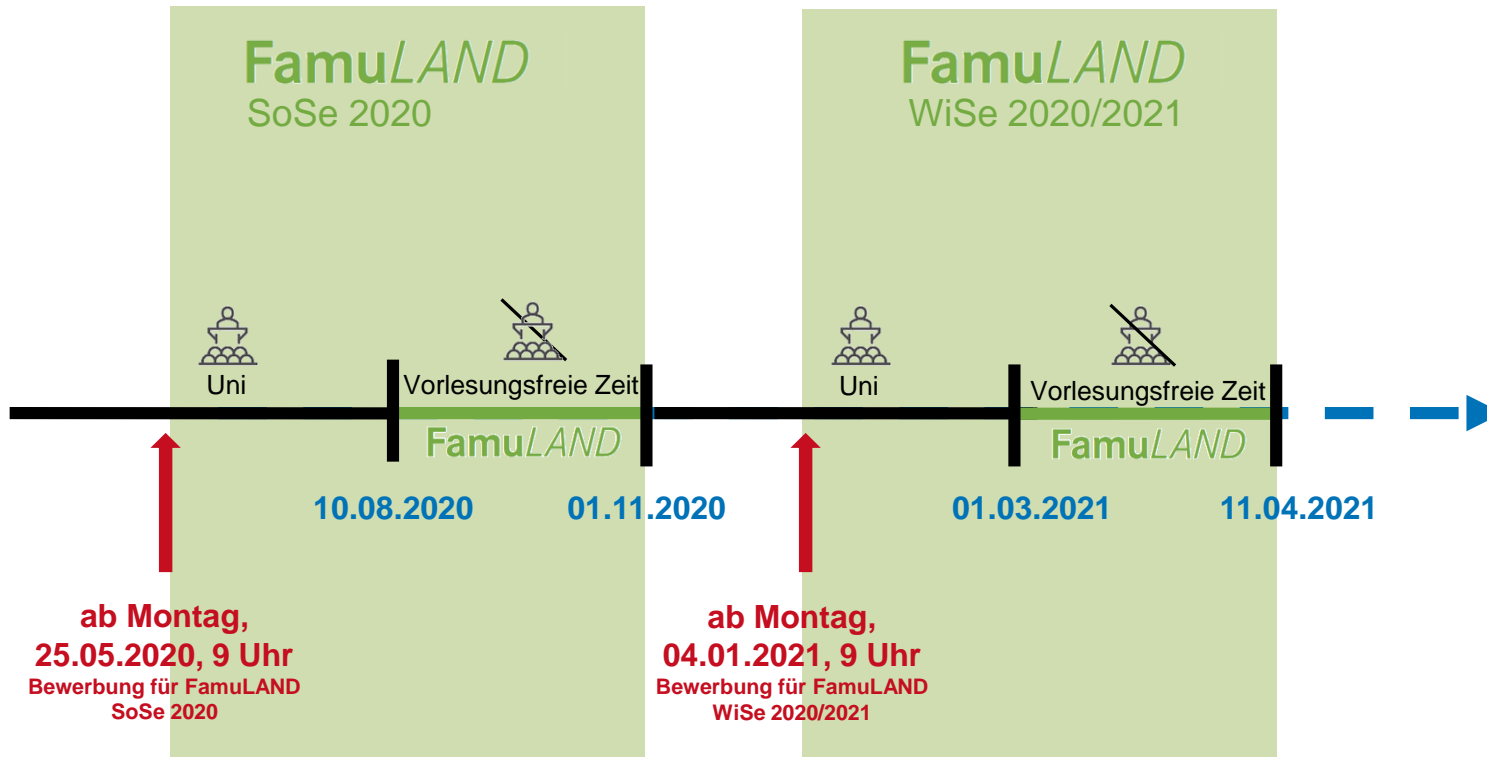 FamuLAND
SoSe 2020
FamuLAND
WiSe 2020/2021
Uni
Vorlesungsfreie Zeit
Uni
Vorlesungsfreie Zeit
FamuLAND
FamuLAND
10.08.2020
01.11.2020
01.03.2021
11.04.2021
ab Montag,
25.05.2020, 9 Uhr
Bewerbung für FamuLAND
SoSe 2020
ab Montag,
04.01.2021, 9 Uhr
Bewerbung für FamuLAND
WiSe 2020/2021